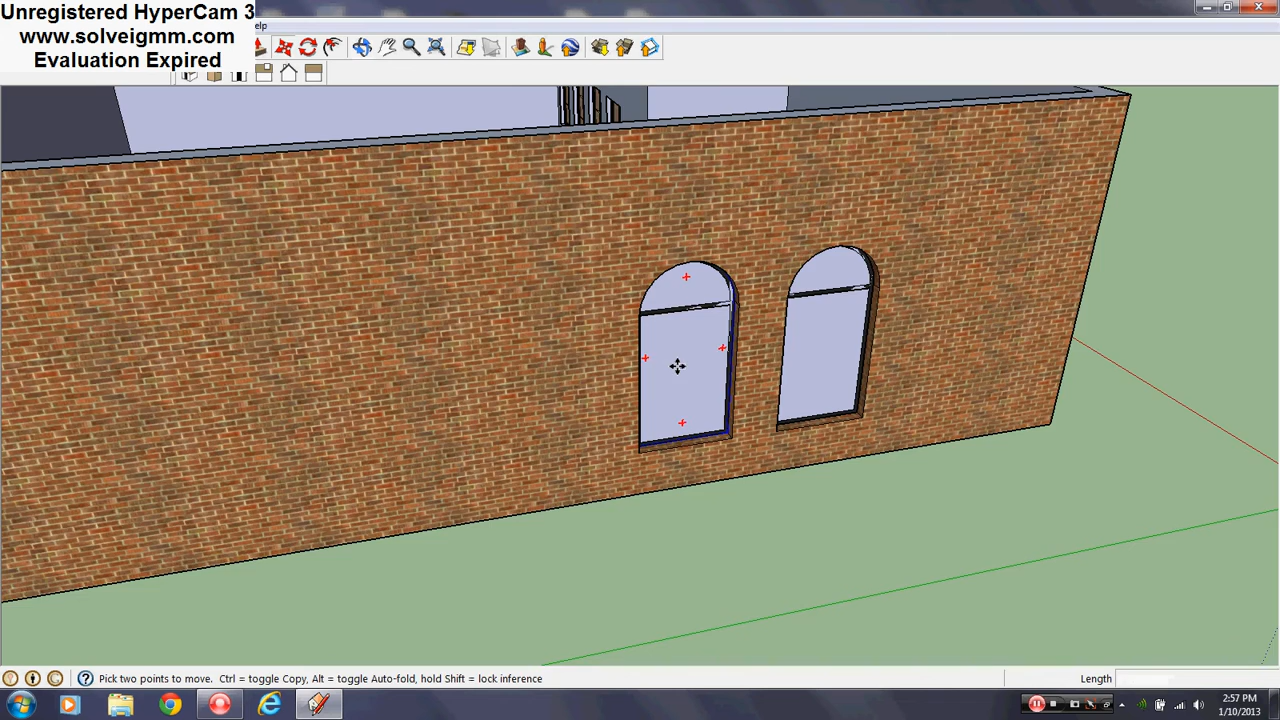 Unregistered HyperCam 3
www.solveigmm.com
Evaluation Expired
elp
Pick two points to move.  Ctrl = toggle Copy, Alt = toggle Auto-fold, hold Shift = lock inference
Length
2:57 PM
1/10/2013